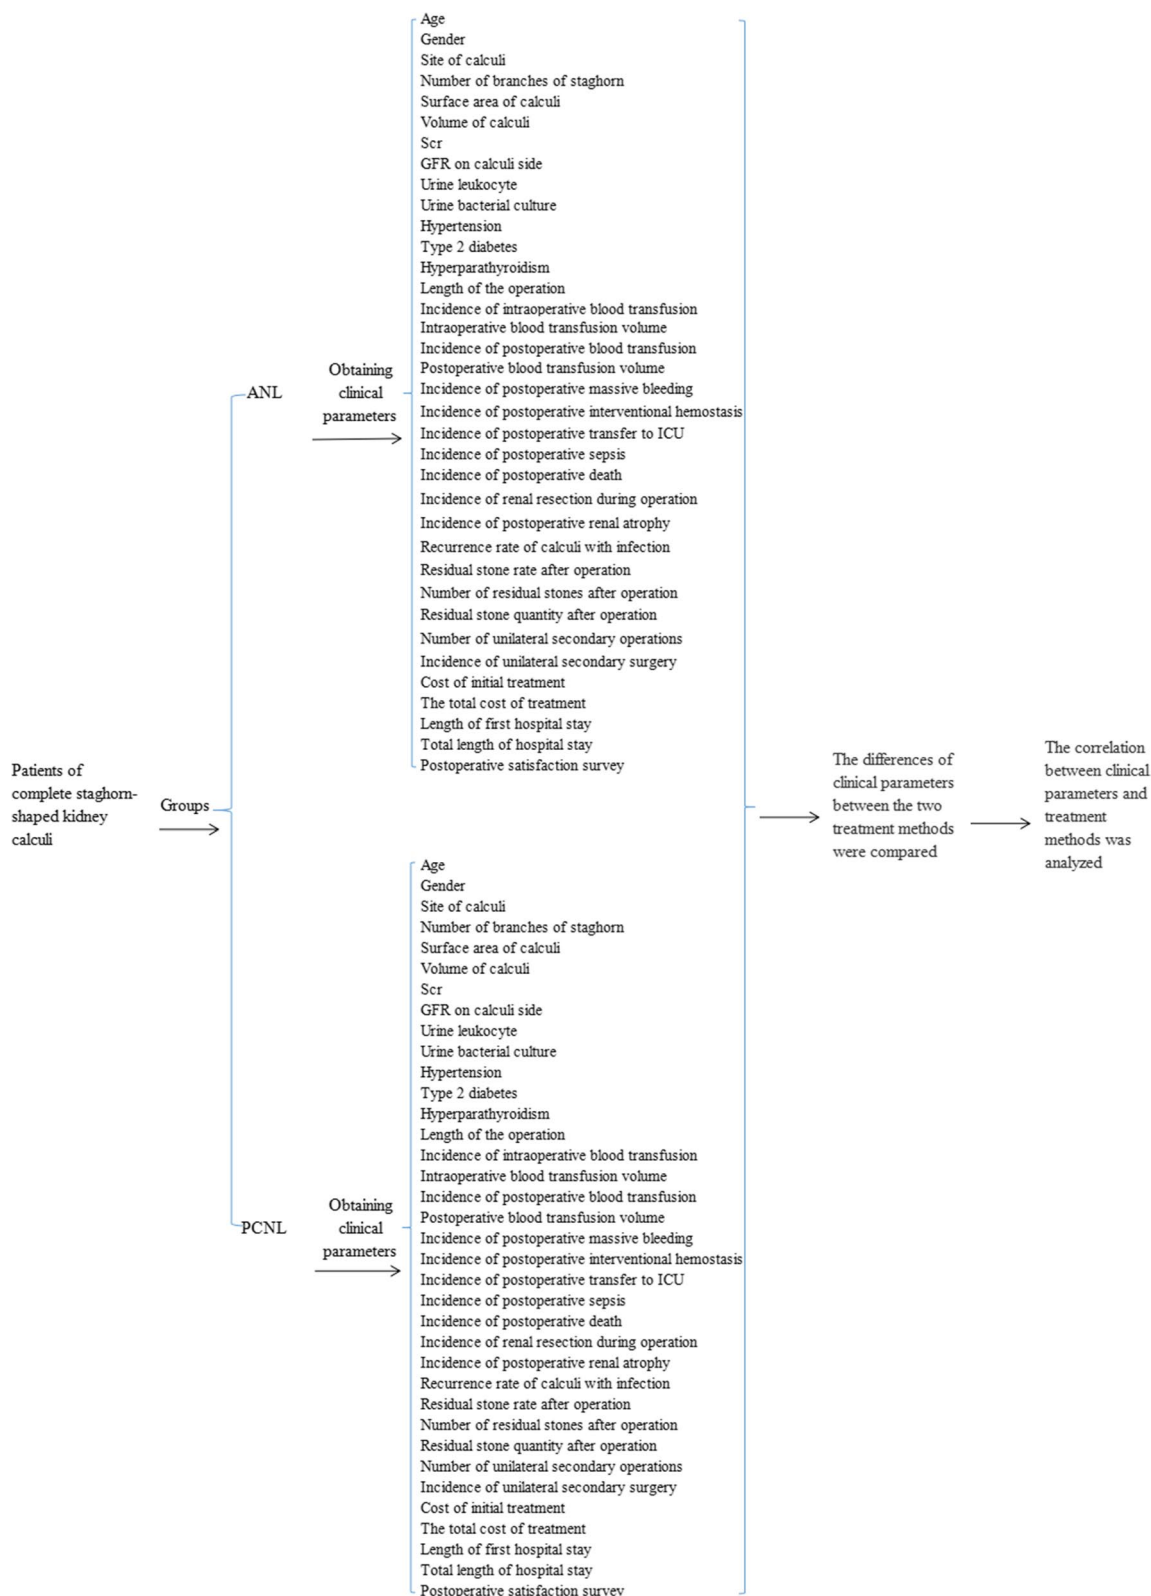 Patients of
complete staghorn-
shaped kidney
calculi
Groups
ANL
Obtaining
clinical
parameters
Age
Gender
Site of calculi
Number of branches of staghorn
Surface area of calculi
Volume of calculi
Scr
GFR on calculi side
Urine leukocyte
Urine bacterial culture
Hypertension
Type 2 diabetes
Hyperparathyroidism
Length of the operation
Incidence of intraoperative blood transfusion
Intraoperative blood transfusion volume
Incidence of postoperative blood transfusion
Postoperative blood transfusion volume
Incidence of postoperative massive bleeding
Incidence of postoperative interventional hemostasis
Incidence of postoperative transfer to ICU
Incidence of postoperative sepsis
Incidence of postoperative death
Incidence of renal resection during operation
Incidence of postoperative renal atrophy
Recurrence rate of calculi with infection
Residual stone rate after operation
Number of residual stones after operation
Residual stone quantity after operation
Number of unilateral secondary operations
Incidence of unilateral secondary surgery
Cost of initial treatment
The total cost of treatment
Length of first hospital stay
Total length of hospital stay
Postoperative satisfaction survey
PCNL
Obtaining
clinical
parameters
Age
Gender
Site of calculi
Number of branches of staghorn
Surface area of calculi
Volume of calculi
Scr
GFR on calculi side
Urine leukocyte
Urine bacterial culture
Hypertension
Type 2 diabetes
Hyperparathyroidism
Length of the operation
Incidence of intraoperative blood transfusion
Intraoperative blood transfusion volume
Incidence of postoperative blood transfusion
Postoperative blood transfusion volume
Incidence of postoperative massive bleeding
Incidence of postoperative interventional hemostasis
Incidence of postoperative transfer to ICU
Incidence of postoperative sepsis
Incidence of postoperative death
Incidence of renal resection during operation
Incidence of postoperative renal atrophy
Recurrence rate of calculi with infection
Residual stone rate after operation
Number of residual stones after operation
Residual stone quantity after operation
Number of unilateral secondary operations
Incidence of unilateral secondary surgery
Cost of initial treatment
The total cost of treatment
Length of first hospital stay
Total length of hospital stay
Postoperative satisfaction survey
The differences of
clinical parameters
between the two
treatment methods
were compared
The correlation
between clinical
parameters and
treatment
methods was
analyzed